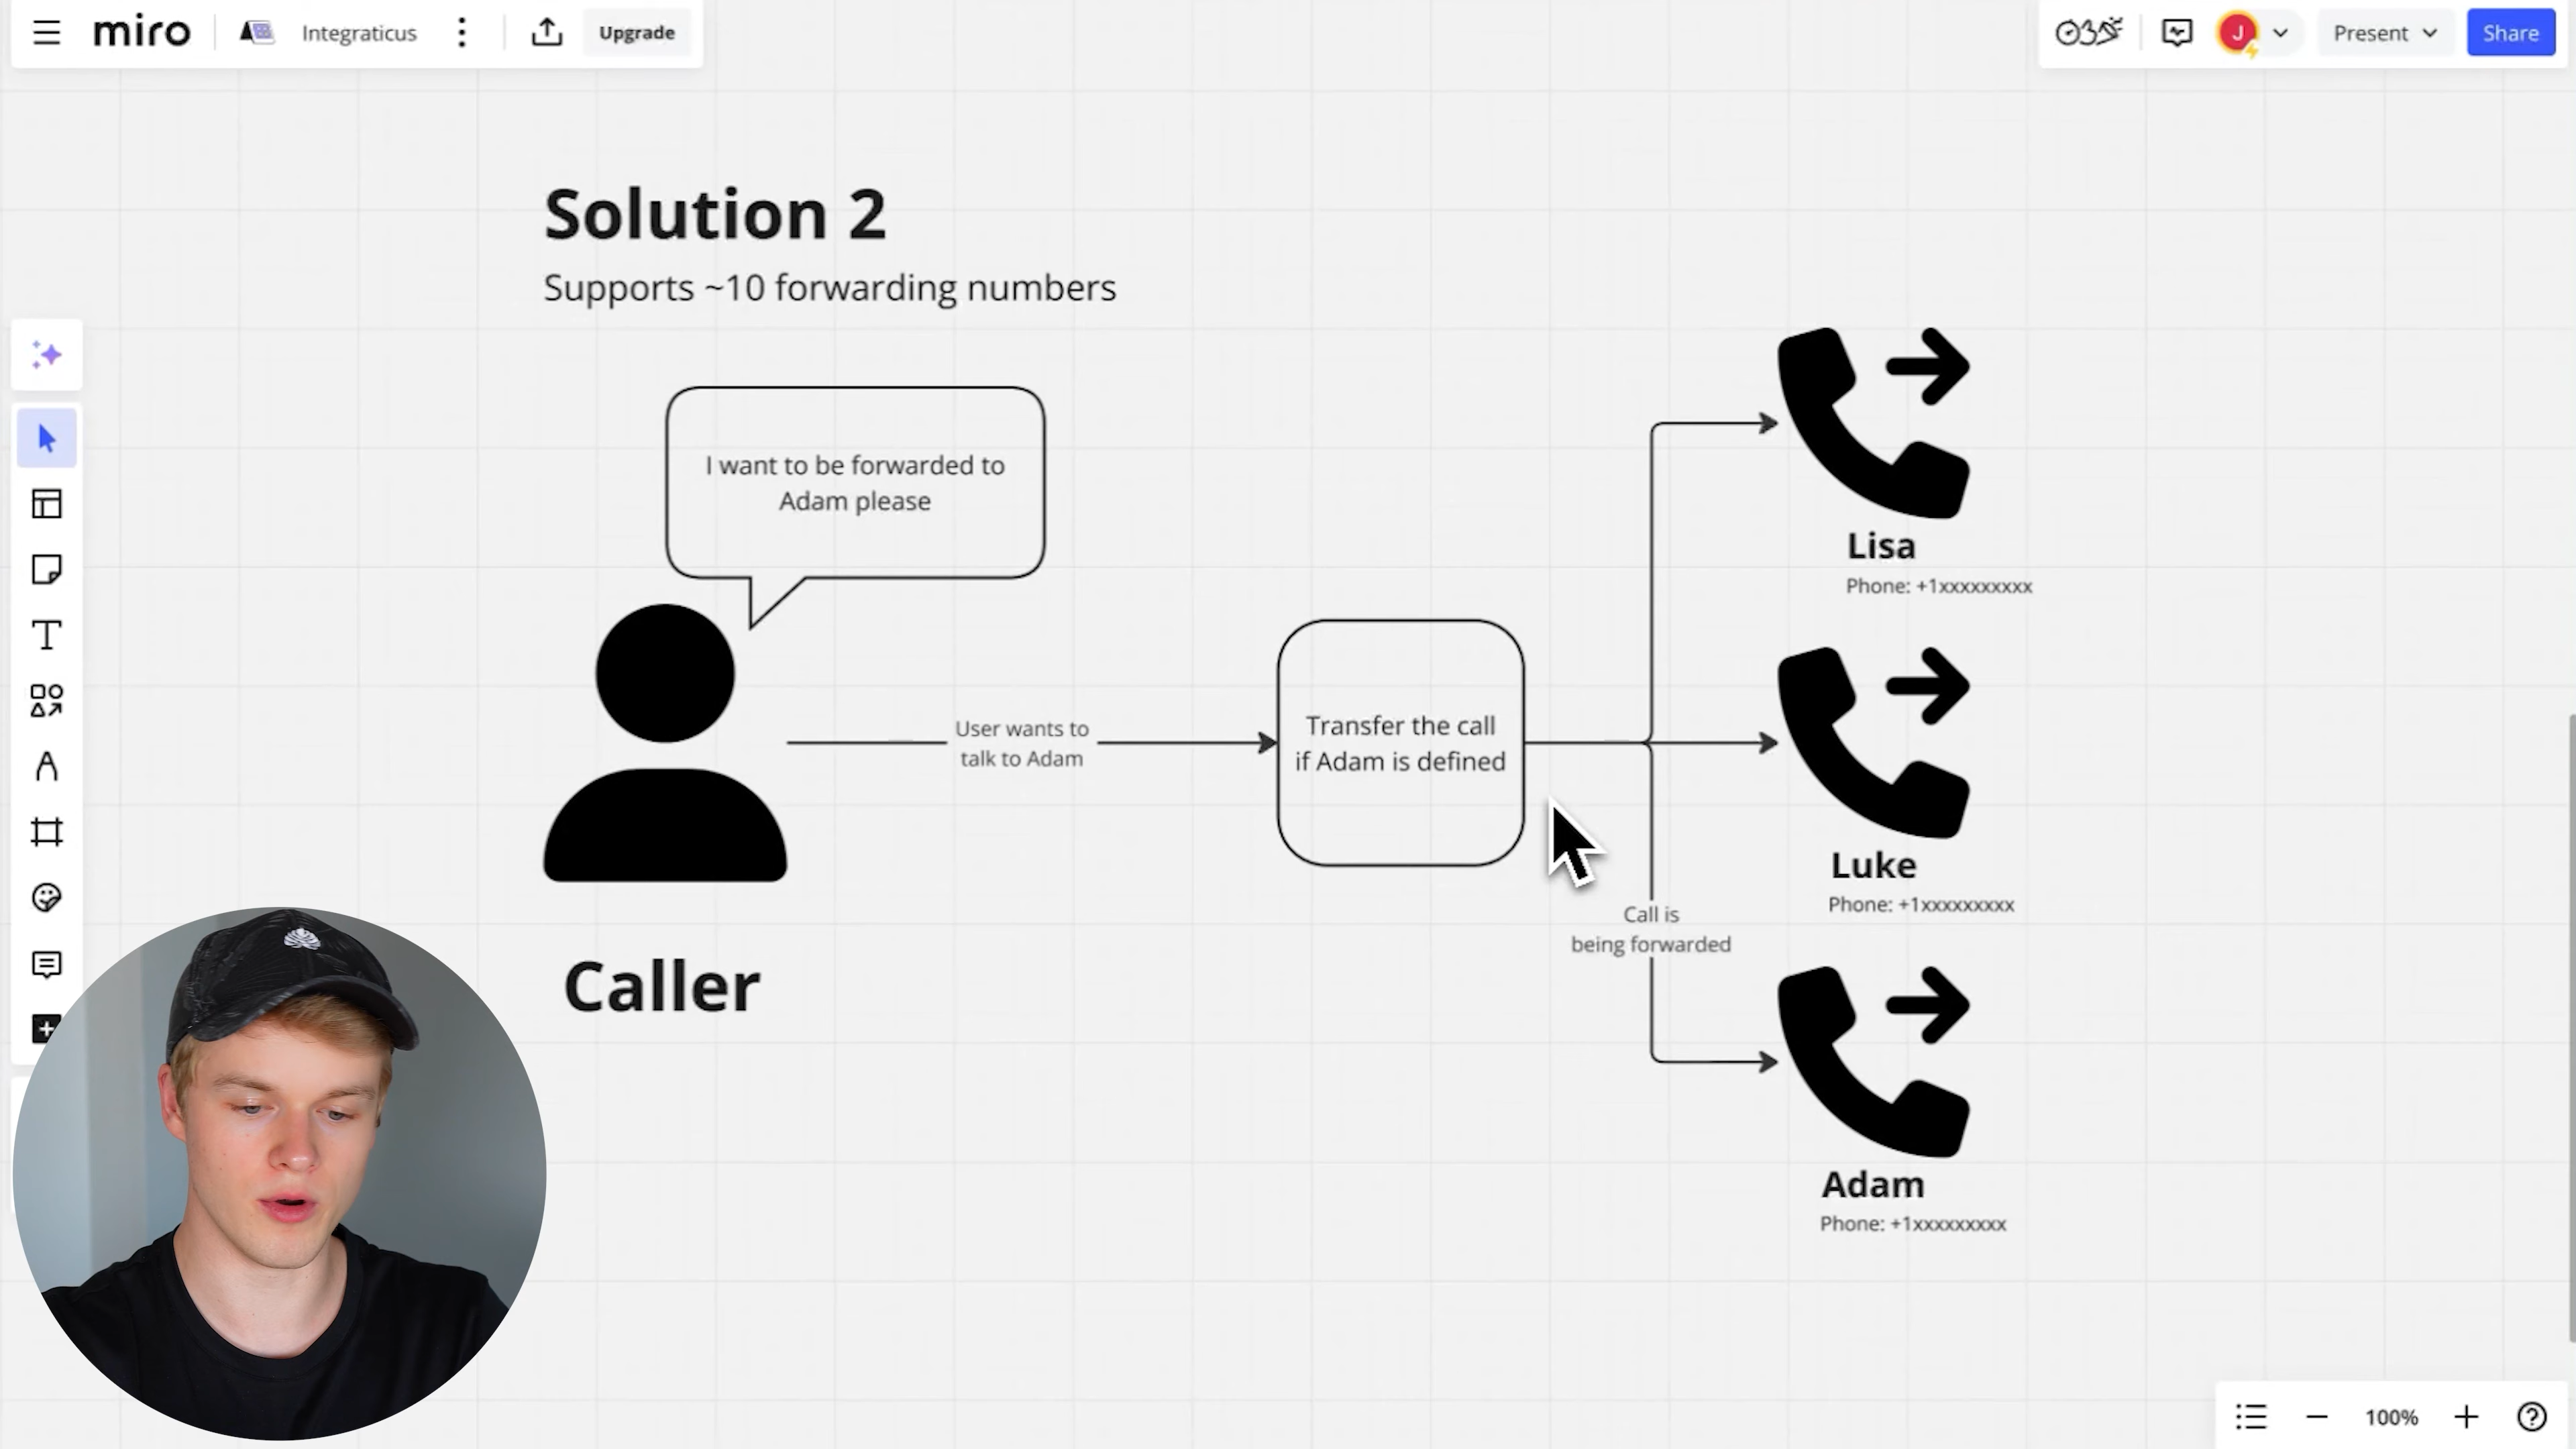 miro
Integraticus
Upgrade
J
Present
Share
Solution 2
Supports ~10 forwarding numbers
I want to be forwarded to
Adam please
User wants to
talk to Adam
Transfer the call
if Adam is defined
Call is
being forwarded
Caller
Lisa
Phone: +1xxxxxxxxx
Luke
Phone: +1xxxxxxxxx
Adam
Phone: +1xxxxxxxxx
100%